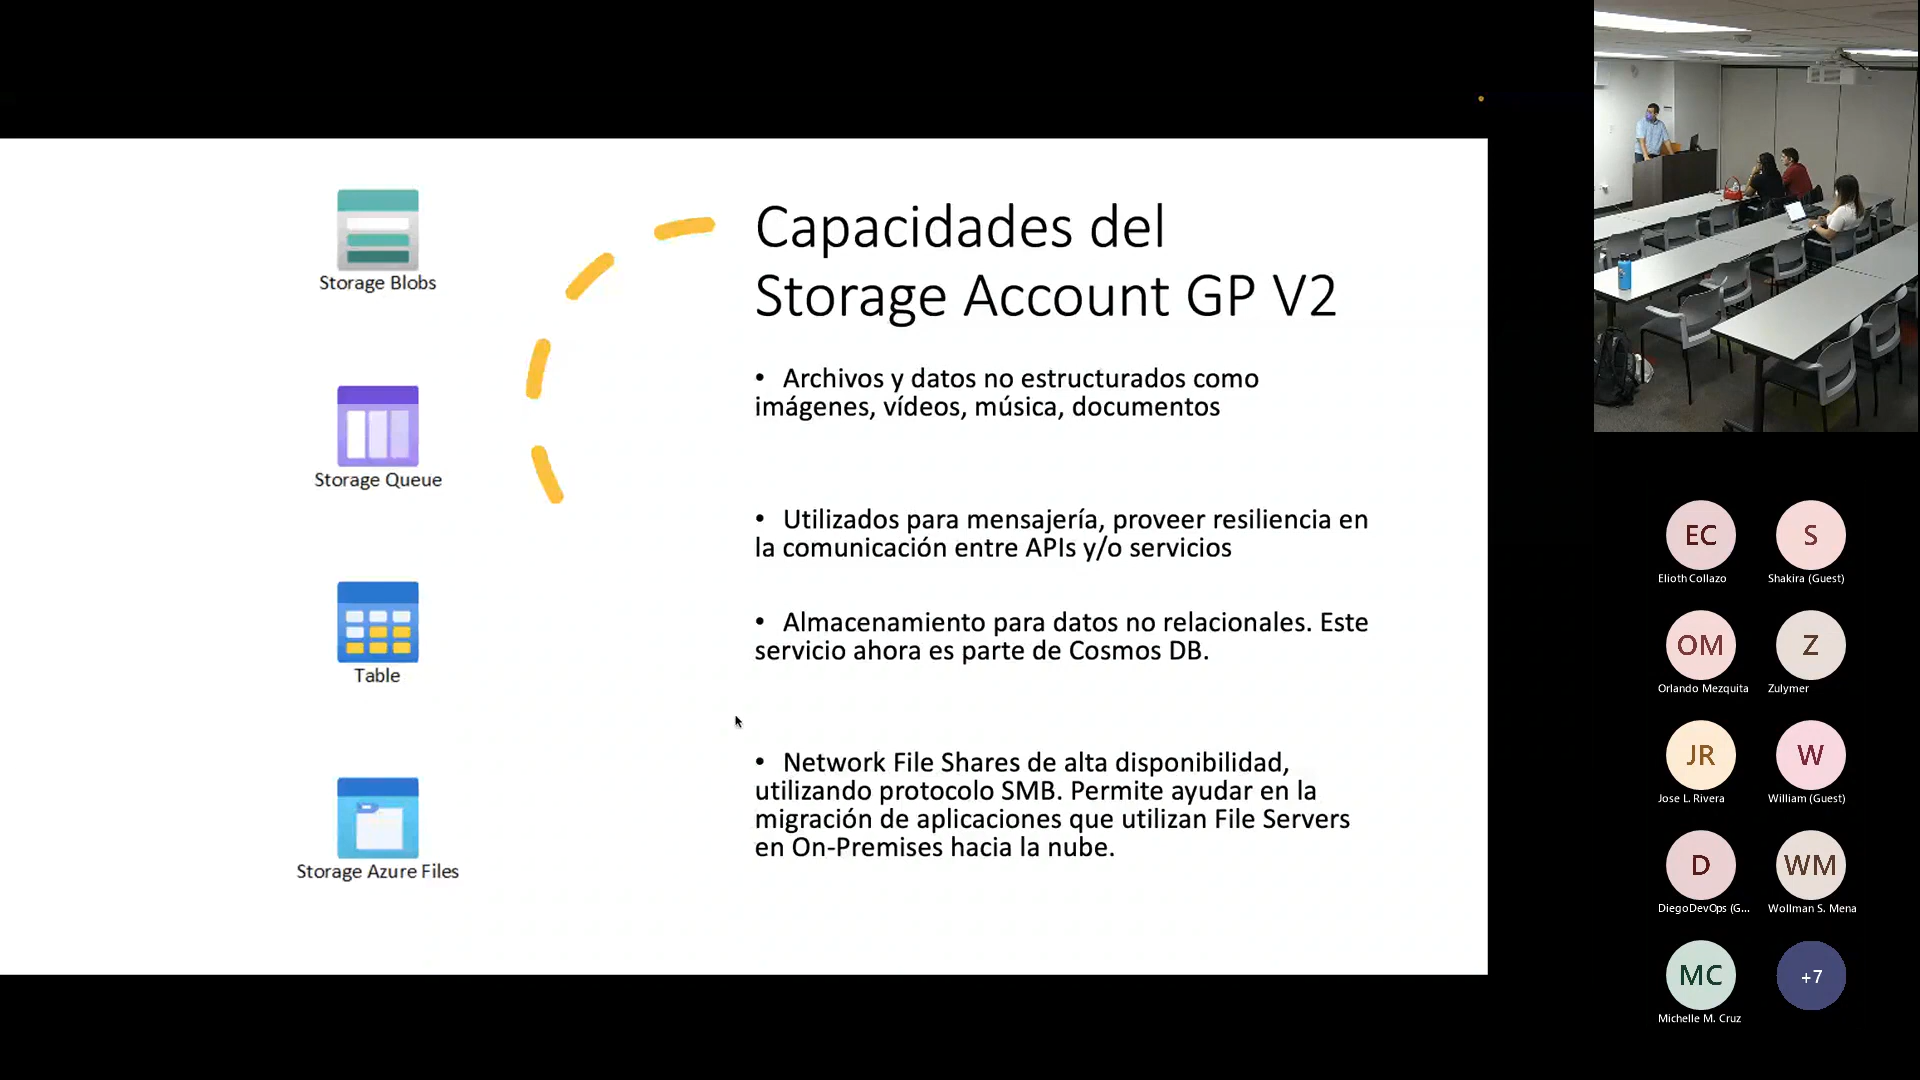 Storage Blobs
Storage Queue
Table
Storage Azure Files
Capacidades del
Storage Account GP V2
• Archivos y datos no estructurados como
imágenes, vídeos, música, documentos
• Utilizados para mensajería, proveer resiliencia en
la comunicación entre APIs y/o servicios
• Almacenamiento para datos no relacionales. Este
servicio ahora es parte de Cosmos DB.
• Network File Shares de alta disponibilidad,
utilizando protocolo SMB. Permite ayudar en la
migración de aplicaciones que utilizan File Servers
en On-Premises hacia la nube.
EC
Elioth Collazo
S
Shakira (Guest)
OM
Orlando Mezquita
Z
Zulymer
JR
Jose L. Rivera
W
William (Guest)
D
DiegoDevOps (G...
WM
Wollman S. Mena
MC
Michelle M. Cruz
+7